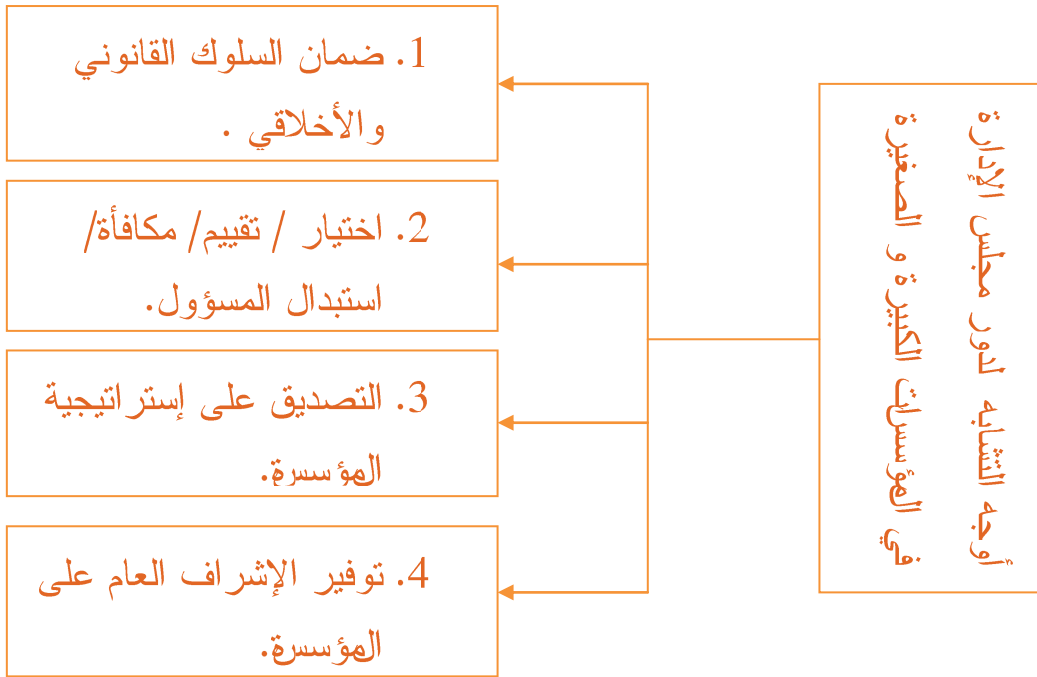 أوجه التشابه لدور مجلس الإدارة
في المؤسسات الكبيرة و الصغيرة
1. ضمان السلوك القانوني
والأخلاقي .
2. اختيار / تقييم/ مكافأة/
استبدال المسؤول.
3. التصديق على إستراتيجية
المؤسسة.
4. توفير الإشراف العام على
المؤسسة.